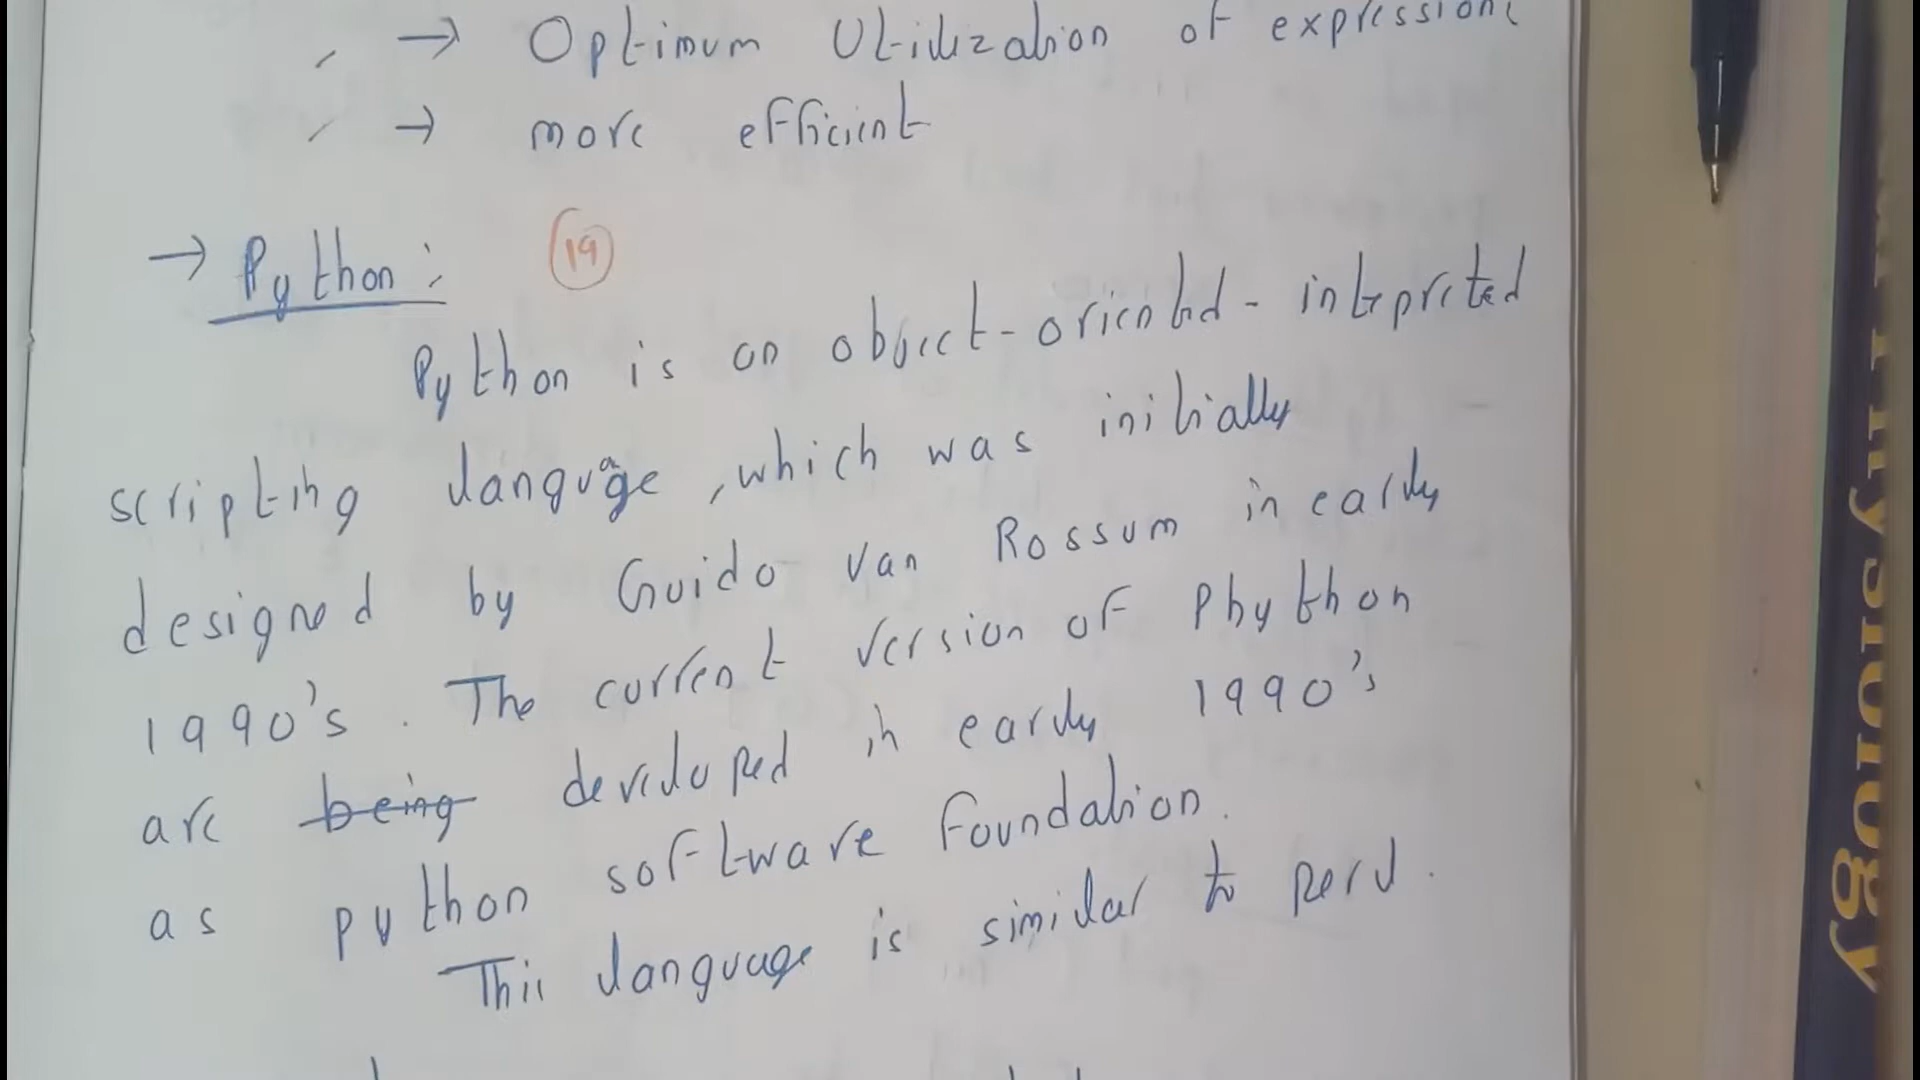 → Optimum Utilization of expressions
→ more efficient
→ Python : 19
Python is an object-oriented - intepreted
scripting language , which was initially
designed by Guido van Rossum in early
1990's . The current version of Phython
are being developed in early 1990's
as python software foundation.
This language is similar to perl .
Physiology